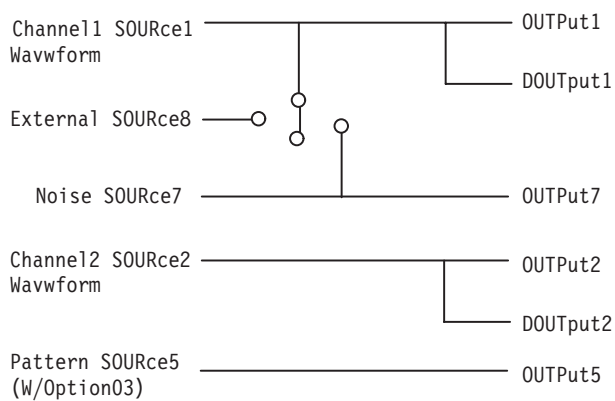 Channel1 SOURce1
Wavwform
OUTPut1
DOUTput1
External SOURce8
Noise SOURce7
OUTPut7
Channel2 SOURce2
Wavwform
OUTPut2
DOUTput2
Pattern SOURce5
(W/Option03)
OUTPut5